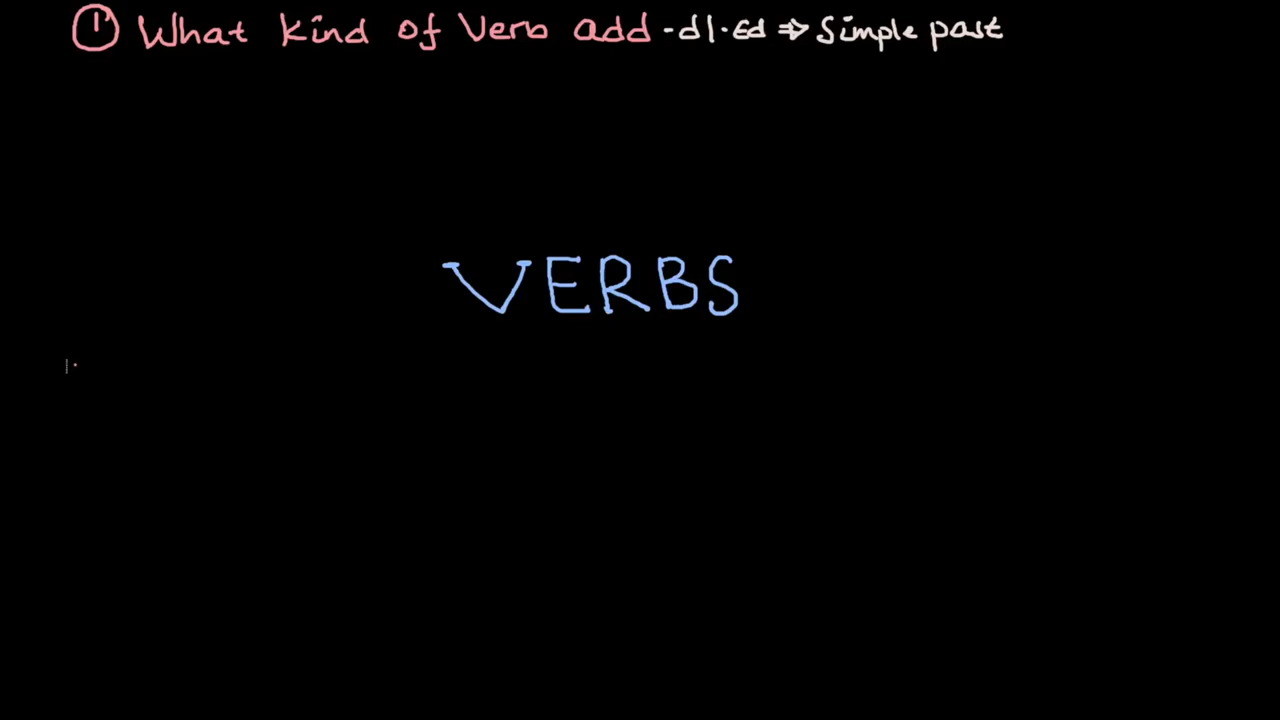 ① What kind of Verb add -d|-Ed ⇒ Simple past
VERBS